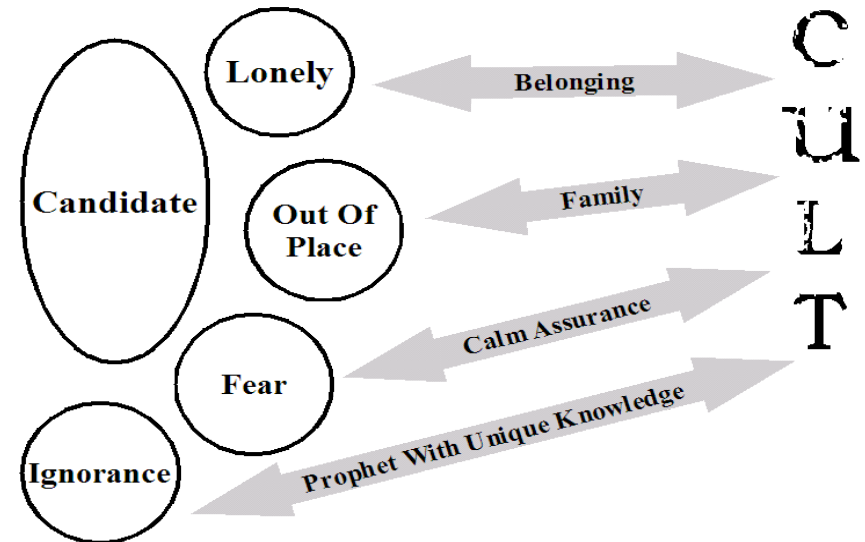 Lonely
Belonging
C
U
Candidate
Out Of
Place
Family
L
Fear
Calm Assurance
T
Ignorance
Prophet With Unique Knowledge